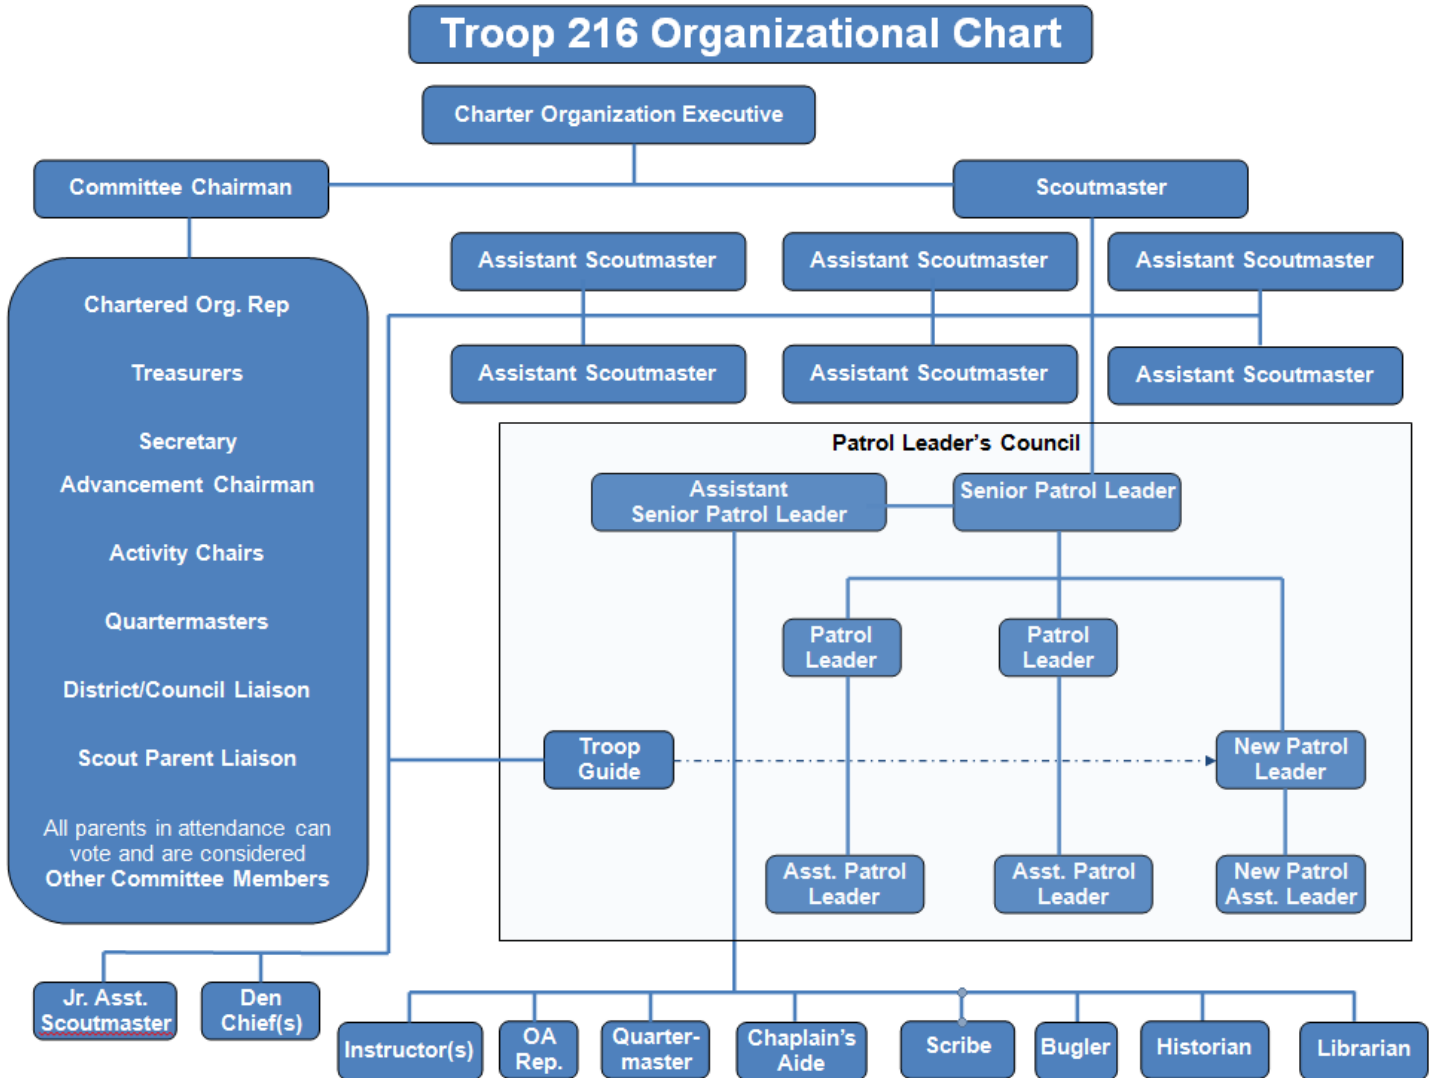 Troop 216 Organizational Chart
Charter Organization Executive
Committee Chairman
Scoutmaster
Assistant Scoutmaster
Assistant Scoutmaster
Assistant Scoutmaster
Assistant Scoutmaster
Assistant Scoutmaster
Assistant Scoutmaster
Chartered Org. Rep
Treasurers
Secretary
Advancement Chairman
Activity Chairs
Quartermasters
District/Council Liaison
Scout Parent Liaison
All parents in attendance can
vote and are considered
Other Committee Members
Patrol Leader’s Council
Assistant
Senior Patrol Leader
Senior Patrol Leader
Patrol
Leader
Patrol
Leader
Troop
Guide
New Patrol
Leader
Asst. Patrol
Leader
Asst. Patrol
Leader
New Patrol
Asst. Leader
Jr. Asst.
Scoutmaster
Den
Chief(s)
Instructor(s)
OA
Rep.
Quarter-
master
Chaplain’s
Aide
Scribe
Bugler
Historian
Librarian